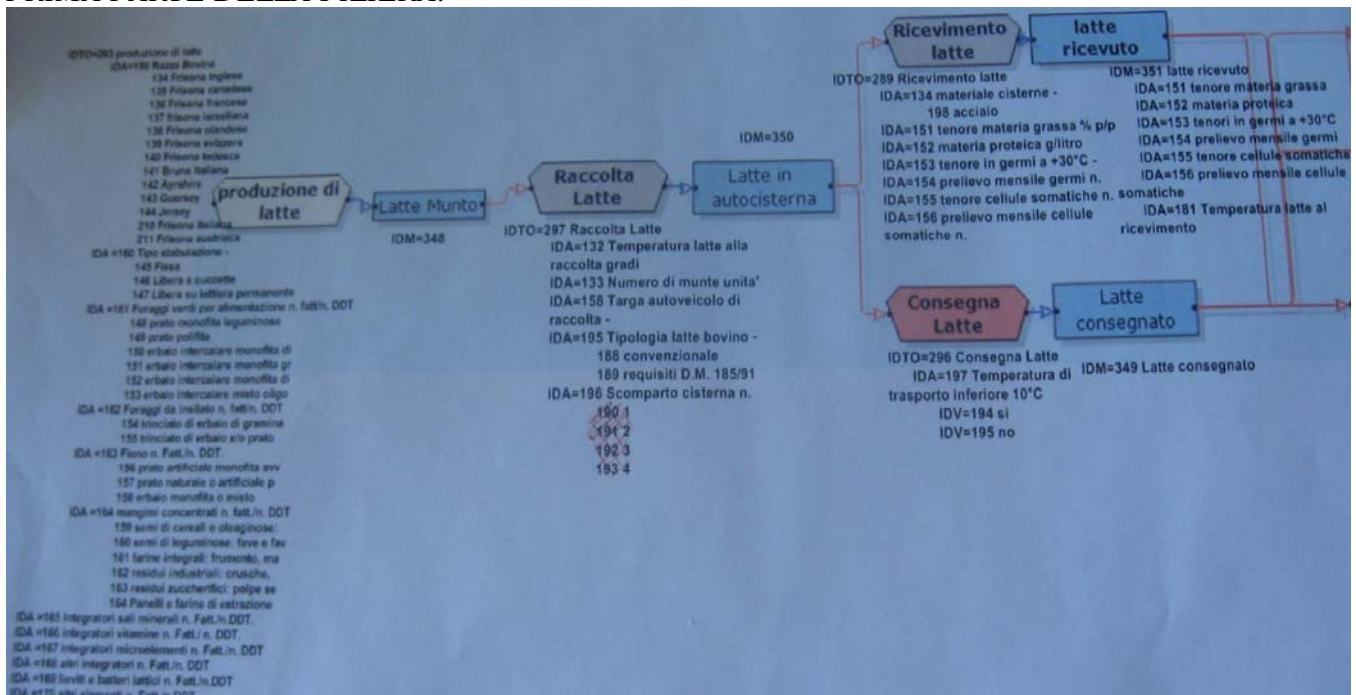 PRIMA PARTE DELLA FILIERA:
IDTO=263 produzione di latte
IDA=150 Razza Bovina
134 Frisona inglese
135 Frisona canadese
136 Frisona francese
137 frisona israeliana
138 Frisona olandese
139 Frisona svizzera
140 Frisona tedesca
141 Bruna Italiana
142 Ayrshire
143 Guersey
144 Jersey
210 Frisona italiana
211 Frisona austriaca
IDA =160 Tipo stabulazione -
145 Fissa
146 Libera a cuccette
147 Libera su lettiera permanente
IDA =161 Foraggi verdi per alimentazione n. fatt/n. DDT
148 prato monofita leguminose
149 prato polifita
150 erbaio intercalare monofita di
151 erbaio intercalare monofita gr
152 erbaio intercalare monofita di
153 erbaio intercalare misto oligo
IDA =162 Foraggi da insilato n. fatt/n. DDT
154 trinciato di erbaio di gramina
155 trinciato di erbaio e/o prato
IDA =163 Fieno n. Fatt./n. DDT.
156 prato artificiale monofita avv
157 prato naturale o artificiale p
158 erbaio monofita o misto
IDA =164 mangimi concentrati n. fatt./n. DDT
159 semi di cereali e oleaginose:
160 semi di leguminose: fave e fav
161 farine integrali: frumento, ma
162 residui industriali: crusche,
163 residui zuccherifici: polpe se
164 Panelli e farine di estrazione
IDA =165 Integratori sali minerali n. Fatt./n.DDT.
IDA =166 integratori vitamine n. Fatt./ n. DDT.
IDA =167 integratori microelementi n. Fatt./n. DDT
IDA =168 altri integratori n. Fatt./n. DDT
IDA =169 lieviti e batteri lattici n. Fatt./n.DDT
IDA =170 altri elementi n. Fatt./n.DDT
produzione di
latte
Latte Munto
IDM=348
Raccolta
Latte
IDTO=297 Raccolta Latte
IDA=132 Temperatura latte alla
raccolta gradi
IDA=133 Numero di munte unita'
IDA=158 Targa autoveicolo di
raccolta -
IDA=195 Tipologia latte bovino -
188 convenzionale
189 requisiti D.M. 185/91
IDA=196 Scomparto cisterna n.
190 1
191 2
192 3
193 4
IDM=350
Latte in
autocisterna
Ricevimento
latte
IDTO=289 Ricevimento latte
IDA=134 materiale cisterne -
198 acciaio
IDA=151 tenore materia grassa % p/p
IDA=152 materia proteica g/litro
IDA=153 tenore in germi a +30°C -
IDA=154 prelievo mensile germi n.
IDA=155 tenore cellule somatiche n.
IDA=156 prelievo mensile cellule
somatiche n.
latte
ricevuto
IDM=351 latte ricevuto
IDA=151 tenore materia grassa
IDA=152 materia proteica
IDA=153 tenori in germi a +30°C
IDA=154 prelievo mensile germi
IDA=155 tenore cellule somatiche
IDA=156 prelievo mensile cellule
somatiche
IDA=181 Temperatura latte al
ricevimento
Consegna
Latte
IDTO=296 Consegna Latte
IDA=197 Temperatura di
trasporto inferiore 10°C
IDV=194 si
IDV=195 no
Latte
consegnato
IDM=349 Latte consegnato